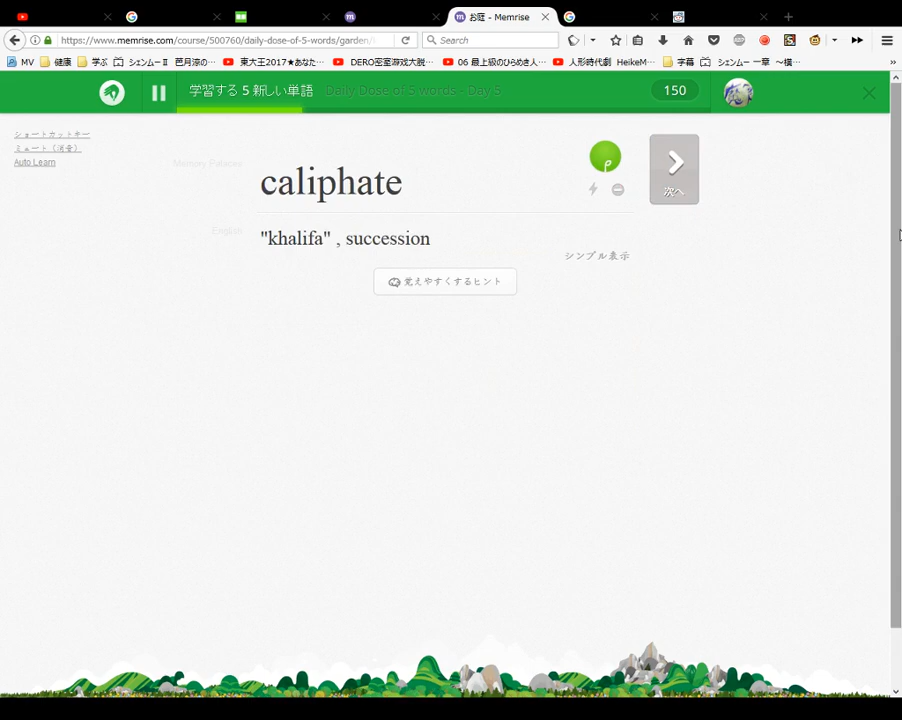 お庭 - Memrise
https://www.memrise.com/course/500760/daily-dose-of-5-words/garden/
Search
MV 健康 学ぶ シェンムーⅡ 芭月涼の… 東大王2017★あなた… DERO密室游戏大脱… 06 最上級のひらめき人… 人形時代劇 HeikeM… 字幕 シェンムー 一章 ～横…
学習する 5 新しい単語 Daily Dose of 5 words - Day 5 150
ショートカットキー
ミュート（消音）
Auto Learn
Memory Palaces
caliphate
次へ
English
"khalifa" , succession
シンプル表示
覚えやすくするヒント